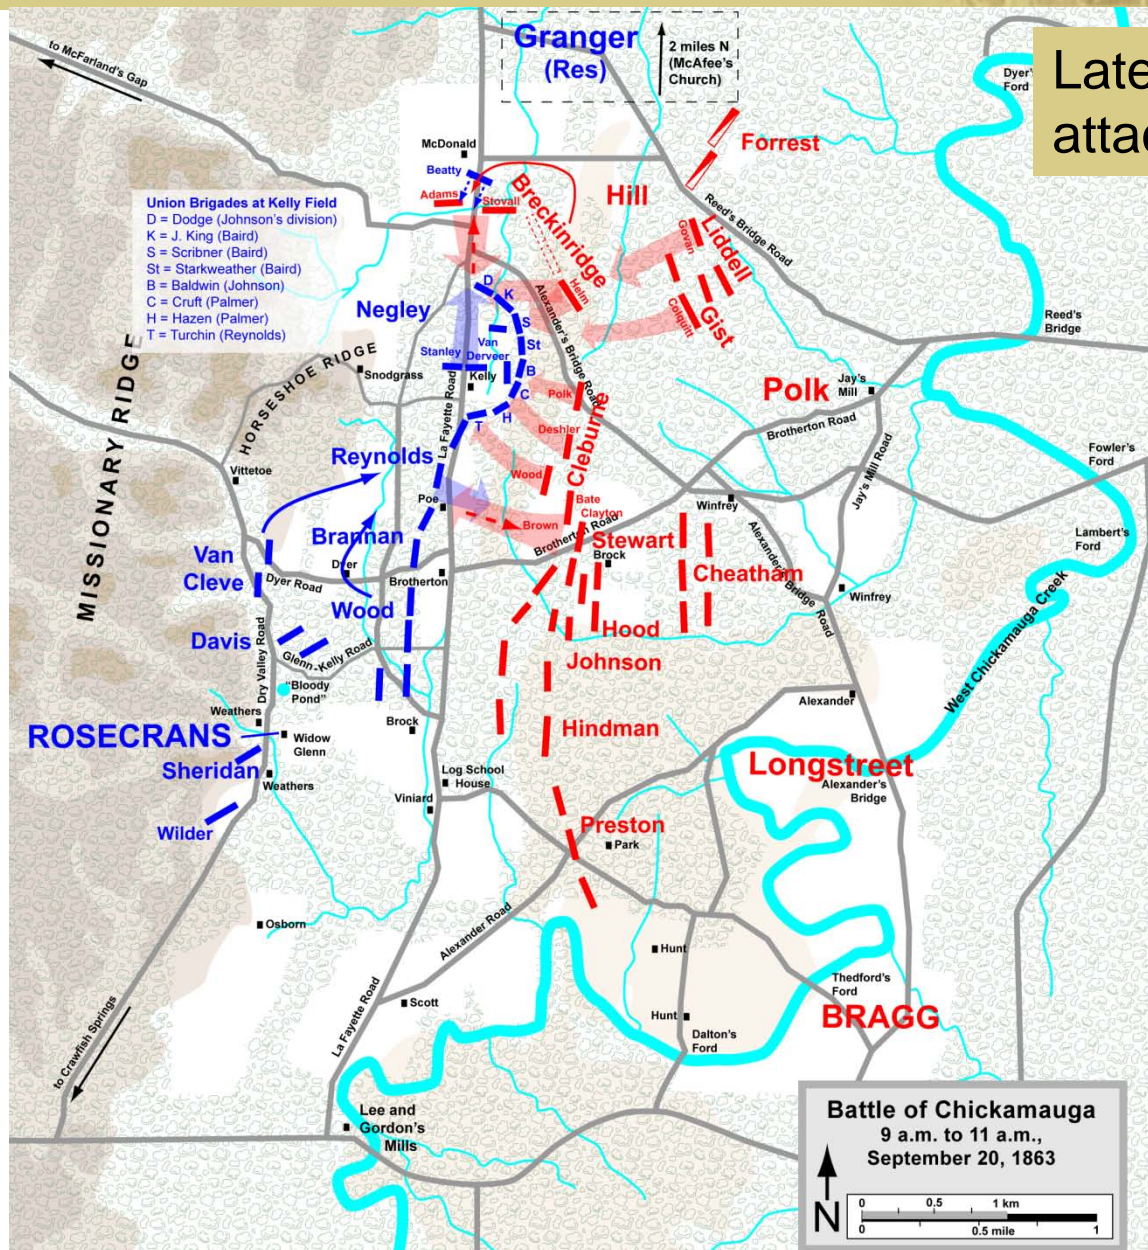 Late
attac
Granger
(Res)
2 miles N
(McAfee's
Church)
to McFarland's Gap
Dyer's
Ford
McDonald
Beatty
Adams
Stovall
Forrest
Hill
Breckinridge
Reed's Bridge Road
Union Brigades at Kelly Field
D = Dodge (Johnson's division)
K = J. King (Baird)
S = Scribner (Baird)
St = Starkweather (Baird)
B = Baldwin (Johnson)
C = Cruft (Palmer)
H = Hazen (Palmer)
T = Turchin (Reynolds)
Govan
Liddell
Helm
Gist
Colquitt
D
K
S
St
B
C
H
T
Negley
Van
Derveer
Stanley
Kelly
Alexander's Bridge Road
Reed's
Bridge
MISSIONARY RIDGE
HORSESHOE RIDGE
Snodgrass
La Fayette Road
Polk
Jay's
Mill
Polk
Deshler
Cleburne
Brotherton Road
Jay's Mill Road
Fowler's
Ford
Reynolds
Vittetoe
Wood
Poe
Bate
Clayton
Brown
Winfrey
Brotherton Road
Lambert's
Ford
Brannan
Stewart
Brock
Van
Cleve
Dyer
Dyer Road
Brotherton
Cheatham
Alexander's Bridge Road
Winfrey
Wood
West Chickamauga Creek
Davis
Glenn-Kelly Road
Hood
Johnson
Dry Valley Road
"Bloody
Pond"
Weathers
Alexander
ROSECRANS
Widow
Glenn
Brock
Hindman
Sheridan
Weathers
Log School
House
Longstreet
Alexander's
Bridge
Viniard
Wilder
Preston
Park
Osborn
Alexander Road
Hunt
Thedford's
Ford
Scott
La Fayette Road
Hunt
BRAGG
Dalton's
Ford
to Crawfish Springs
Lee and
Gordon's
Mills
Battle of Chickamauga
9 a.m. to 11 a.m.,
September 20, 1863
N
0 0.5 1 km
0 0.5 mile 1